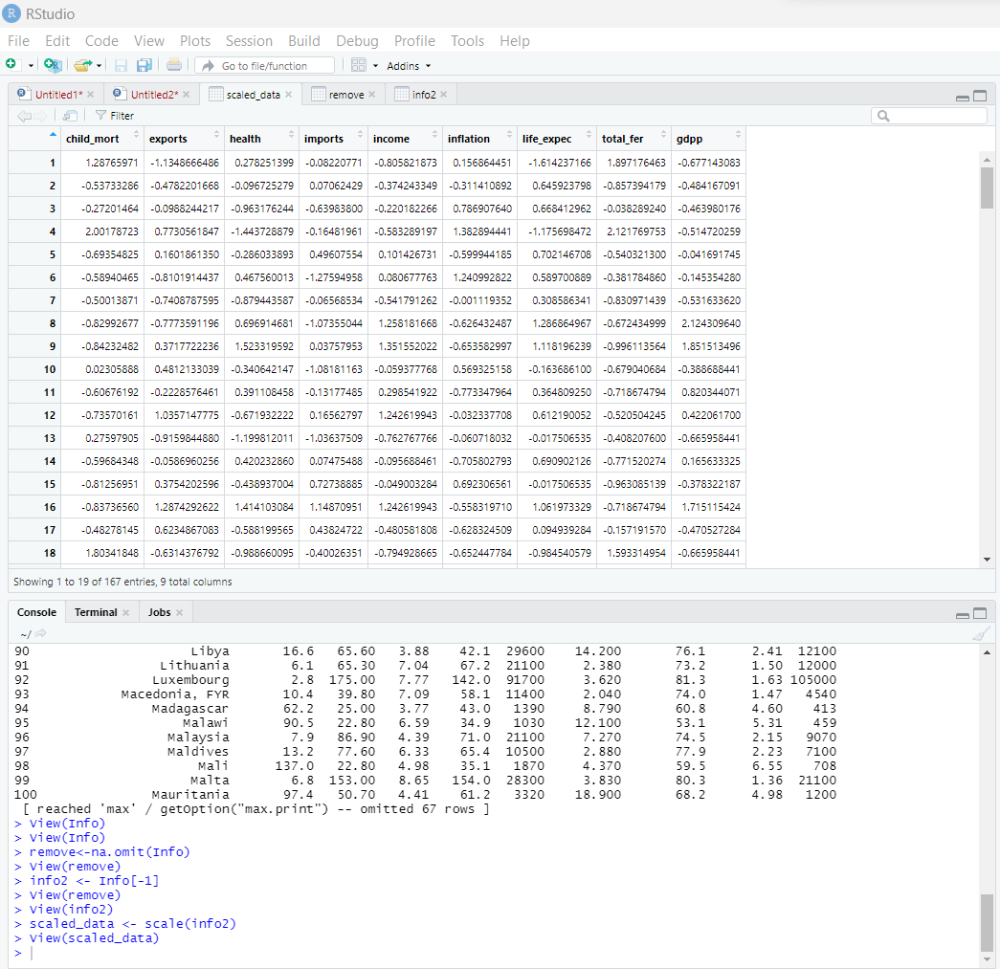 RStudio
File Edit Code View Plots Session Build Debug Profile Tools Help
Go to file/function Addins
Untitled1* Untitled2* scaled_data remove info2
Filter
child_mort exports health imports income inflation life_expec total_fer gdpp
1 1.28765971 -1.1348666486 0.278251399 -0.08220771 -0.805821873 0.156864451 -1.614237166 1.897176463 -0.677143083
2 -0.53733286 -0.4782201668 -0.096725279 0.07062429 -0.374243349 -0.311410892 0.645923798 -0.857394179 -0.484167091
3 -0.27201464 -0.0988244217 -0.963176244 -0.63983800 -0.220182266 0.786907640 0.668412962 -0.038289240 -0.463980176
4 2.00178723 0.7730561847 -1.443728879 -0.16481961 -0.583289197 1.382894441 -1.175698472 2.121769753 -0.514720259
5 -0.69354825 0.1601861350 -0.286033893 0.49607554 0.101426731 -0.599944185 0.702146708 -0.540321300 -0.041691745
6 -0.58940465 -0.8101914437 0.467560013 -1.27594958 0.080677763 1.240992822 0.589700889 -0.381784860 -0.145354280
7 -0.50013871 -0.7408787595 -0.879443587 -0.06568534 -0.541791262 -0.001119352 0.308586341 -0.830971439 -0.531633620
8 -0.82992677 -0.7773591196 0.696914681 -1.07355044 1.258181668 -0.626432487 1.286864967 -0.672434999 2.124309640
9 -0.84232482 0.3717722236 1.523319592 0.03757953 1.351552022 -0.653582997 1.118196239 -0.996113564 1.851513496
10 0.02305888 0.4812133039 -0.340642147 -1.08181163 -0.059377768 0.569325158 -0.163686100 -0.679040684 -0.388688441
11 -0.60676192 -0.2228576461 0.391108458 -0.13177485 0.298541922 -0.773347964 0.364809250 -0.718674794 0.820344071
12 -0.73570161 1.0357147775 -0.671932222 0.16562797 1.242619943 -0.032337708 0.612190052 -0.520504245 0.422061700
13 0.27597905 -0.9159844880 -1.199812011 -1.03637509 -0.762767766 -0.060718032 -0.017506535 -0.408207600 -0.665958441
14 -0.59684348 -0.0586960256 0.420232860 0.07475488 -0.095688461 -0.705802793 0.690902126 -0.771520274 0.165633325
15 -0.81256951 0.3754202596 -0.438937004 0.72738885 -0.049003284 0.692306561 -0.017506535 -0.963085139 -0.378322187
16 -0.83736560 1.2874292622 1.414103084 1.14870951 1.242619943 -0.558319710 1.061973329 -0.718674794 1.715115424
17 -0.48278145 0.6234867083 -0.588199565 0.43824722 -0.480581808 -0.628324509 0.094939284 -0.157191570 -0.470527284
18 1.80341848 -0.6314376792 -0.988660095 -0.40026351 -0.794928665 -0.652447784 -0.984540579 1.593314954 -0.665958441
Showing 1 to 19 of 167 entries, 9 total columns
Console Terminal Jobs
~/
90 Libya 16.6 65.60 3.88 42.1 29600 14.200 76.1 2.41 12100
91 Lithuania 6.1 65.30 7.04 67.2 21100 2.380 73.2 1.50 12000
92 Luxembourg 2.8 175.00 7.77 142.0 91700 3.620 81.3 1.63 105000
93 Macedonia, FYR 10.4 39.80 7.09 58.1 11400 2.040 74.0 1.47 4540
94 Madagascar 62.2 25.00 3.77 43.0 1390 8.790 60.8 4.60 413
95 Malawi 90.5 22.80 6.59 34.9 1030 12.100 53.1 5.31 459
96 Malaysia 7.9 86.90 4.39 71.0 21100 7.270 74.5 2.15 9070
97 Maldives 13.2 77.60 6.33 65.4 10500 2.880 77.9 2.23 7100
98 Mali 137.0 22.80 4.98 35.1 1870 4.370 59.5 6.55 708
99 Malta 6.8 153.00 8.65 154.0 28300 3.830 80.3 1.36 21100
100 Mauritania 97.4 50.70 4.41 61.2 3320 18.900 68.2 4.98 1200
[ reached 'max' / getOption("max.print") -- omitted 67 rows ]
> View(Info)
> View(Info)
> remove<-na.omit(Info)
> View(remove)
> info2 <- Info[-1]
> View(remove)
> View(info2)
> scaled_data <- scale(info2)
> View(scaled_data)
>